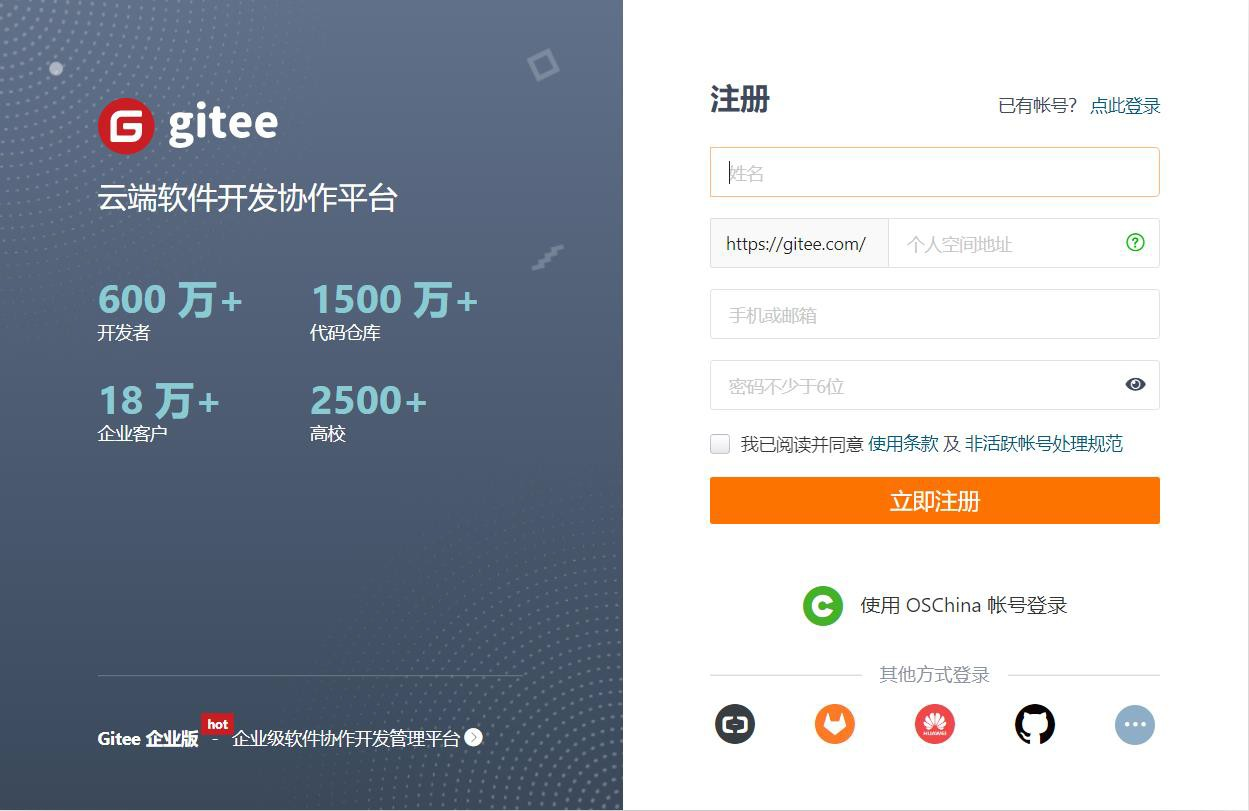 gitee
云端软件开发协作平台
600 万+
开发者
1500 万+
代码仓库
18 万+
企业客户
2500+
高校
hot
Gitee 企业版 - 企业级软件协作开发管理平台
注册
已有帐号? 点此登录
姓名
https://gitee.com/ 个人空间地址
手机或邮箱
密码不少于6位
我已阅读并同意 使用条款 及 非活跃帐号处理规范
立即注册
使用 OSChina 帐号登录
其他方式登录
HUAWEI